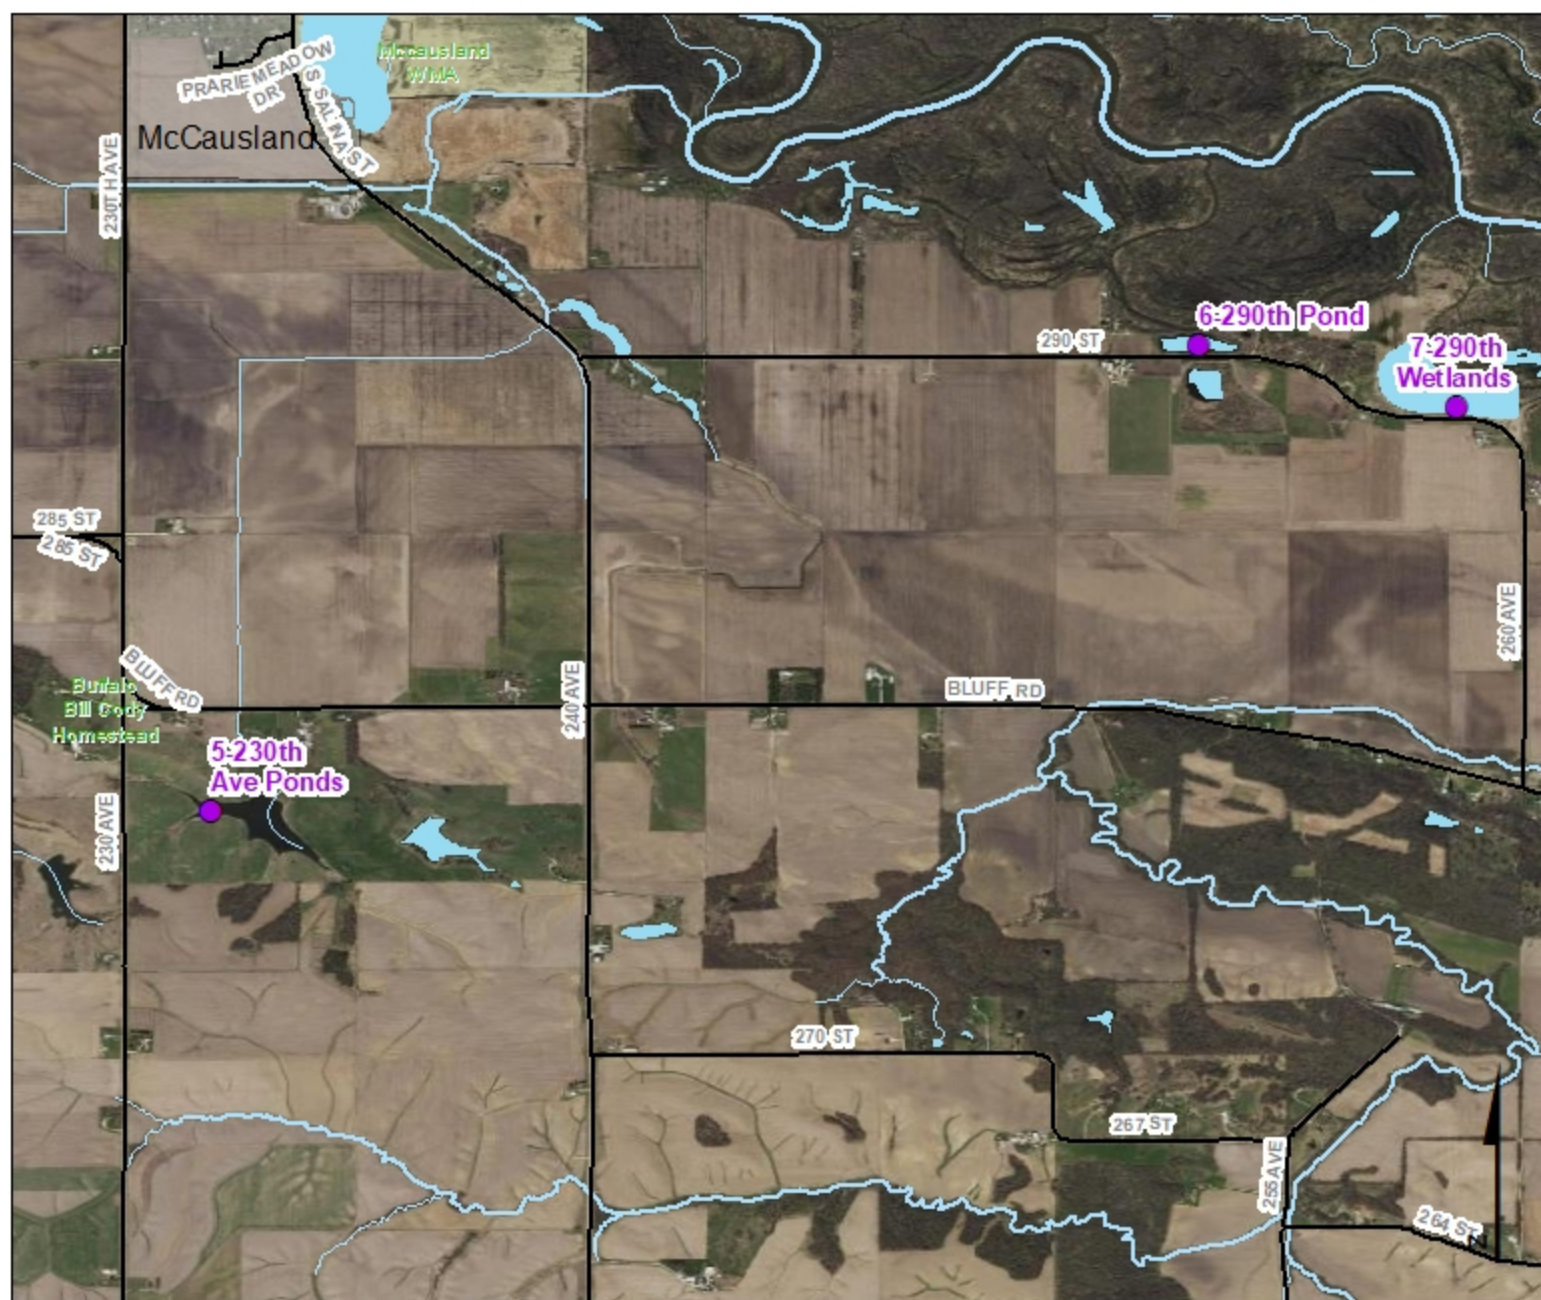 Mccausland
WMA
PRARIE MEADOW
DR
S SALINA ST
McCausland
230TH AVE
6-290th Pond
290 ST
7-290th
Wetlands
285 ST
285 ST
260 AVE
BLUFF RD
Buffalo
Bill Cody
Homestead
240 AVE
BLUFF RD
5-230th
Ave Ponds
230 AVE
270 ST
267 ST
255 AVE
264 ST